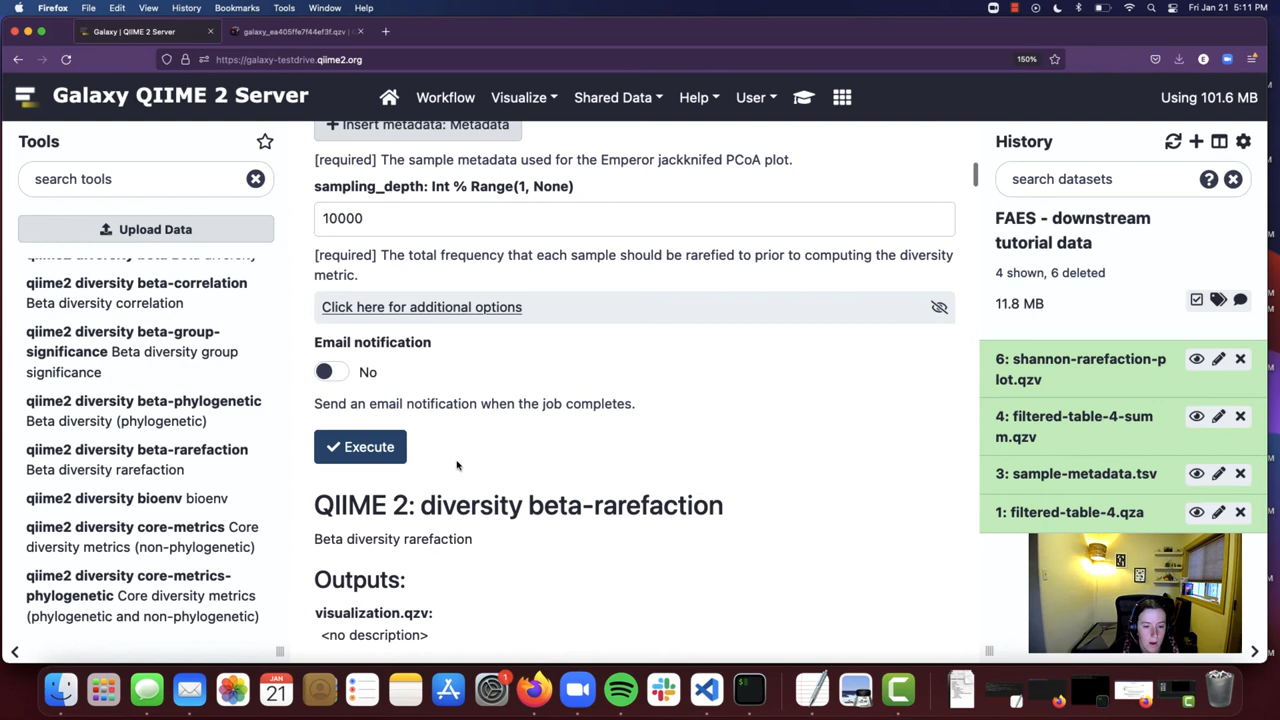 Firefox File Edit View History Bookmarks Tools Window Help
Fri Jan 21 5:11 PM
Galaxy | QIIME 2 Server
galaxy_ea405ffe7f44ef3f.qzv |
https://galaxy-testdrive.qiime2.org
150%
Galaxy QIIME 2 Server
Workflow Visualize Shared Data Help User
Using 101.6 MB
Tools
search tools
Upload Data
qiime2 diversity beta-correlation
Beta diversity correlation
qiime2 diversity beta-group-
significance Beta diversity group
significance
qiime2 diversity beta-phylogenetic
Beta diversity (phylogenetic)
qiime2 diversity beta-rarefaction
Beta diversity rarefaction
qiime2 diversity bioenv bioenv
qiime2 diversity core-metrics Core
diversity metrics (non-phylogenetic)
qiime2 diversity core-metrics-
phylogenetic Core diversity metrics
(phylogenetic and non-phylogenetic)
+ Insert metadata: Metadata
[required] The sample metadata used for the Emperor jackknifed PCoA plot.
sampling_depth: Int % Range(1, None)
10000
[required] The total frequency that each sample should be rarefied to prior to computing the diversity
metric.
Click here for additional options
Email notification
No
Send an email notification when the job completes.
Execute
QIIME 2: diversity beta-rarefaction
Beta diversity rarefaction
Outputs:
visualization.qzv:
<no description>
History
search datasets
FAES - downstream
tutorial data
4 shown, 6 deleted
11.8 MB
6: shannon-rarefaction-p
lot.qzv
4: filtered-table-4-sum
m.qzv
3: sample-metadata.tsv
1: filtered-table-4.qza
JAN
21
1